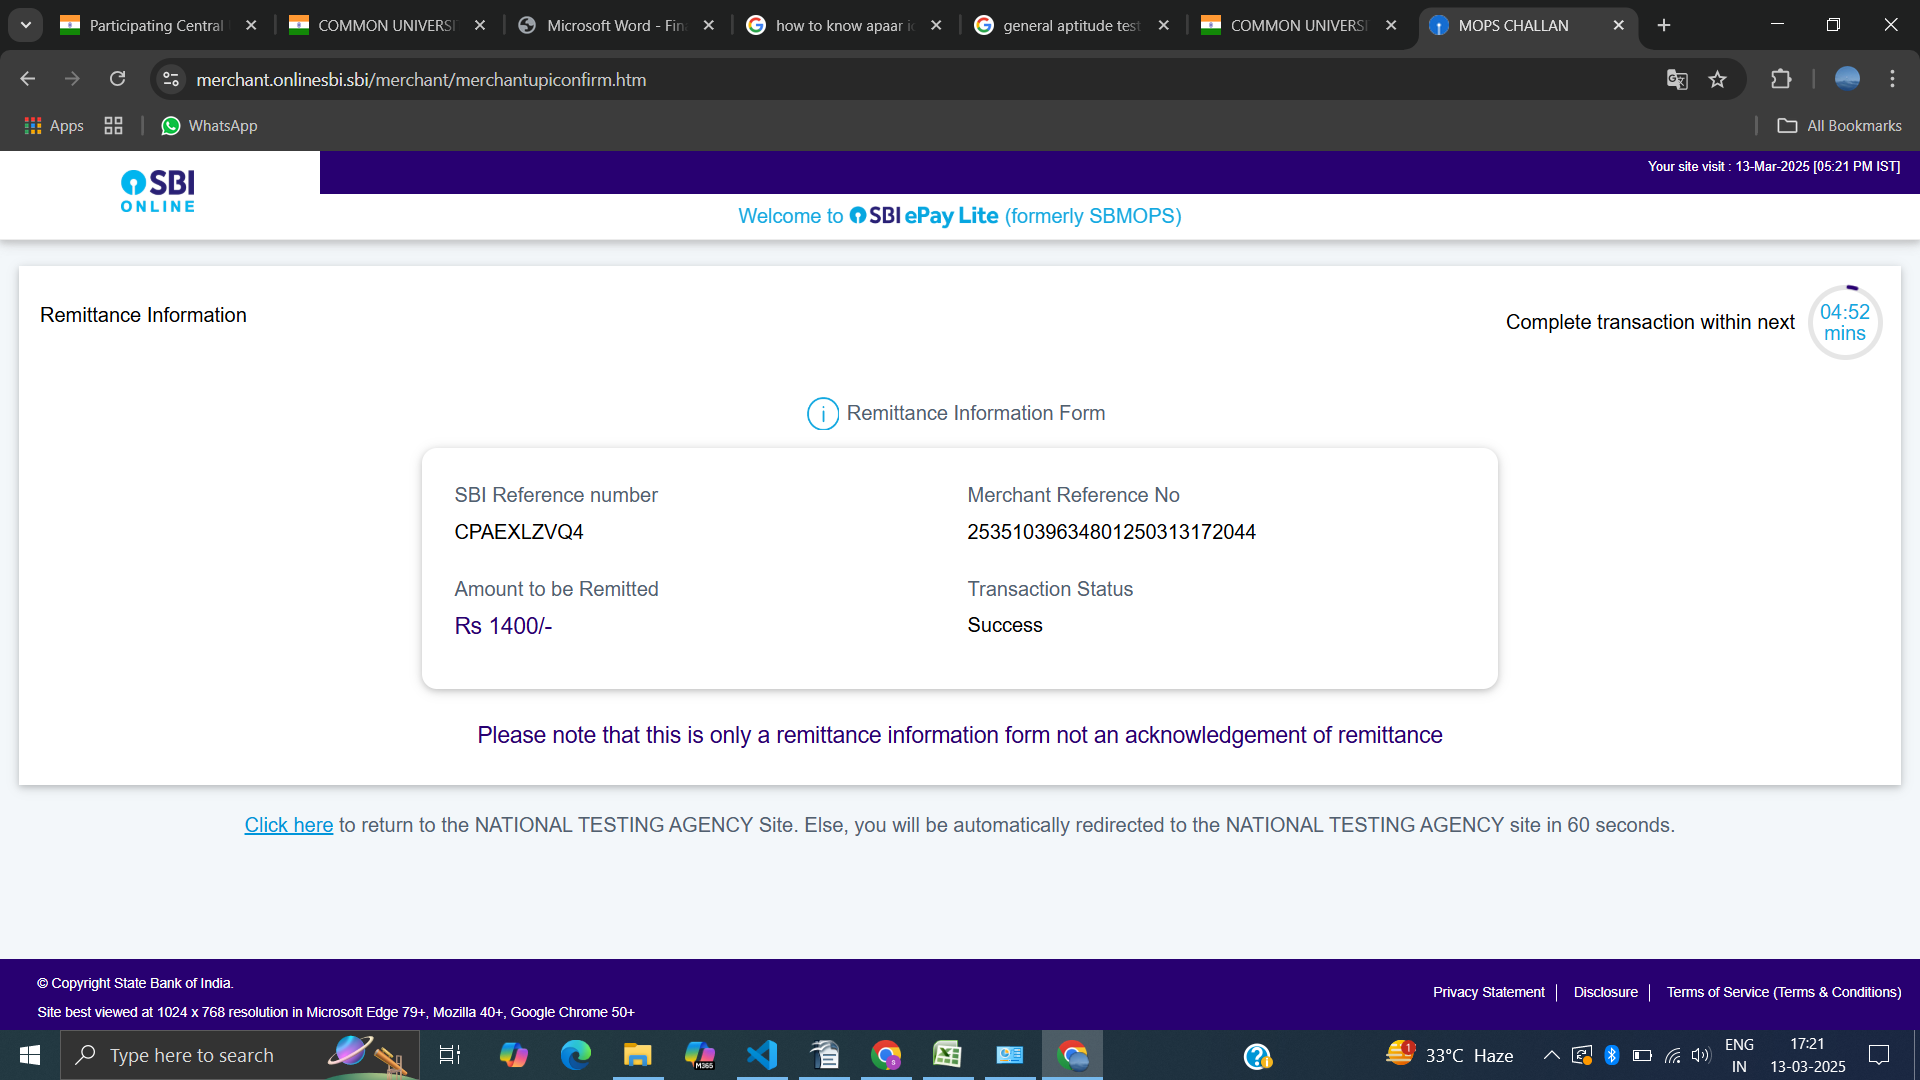 Participating Central
COMMON UNIVERSI
Microsoft Word - Fin
how to know apaar i
general aptitude test
COMMON UNIVERSI
MOPS CHALLAN
merchant.onlinesbi.sbi/merchant/merchantupiconfirm.htm
Apps
WhatsApp
All Bookmarks
SBI
ONLINE
Your site visit : 13-Mar-2025 [05:21 PM IST]
Welcome to SBI ePay Lite (formerly SBMOPS)
Remittance Information
Complete transaction within next
04:52
mins
Remittance Information Form
SBI Reference number
CPAEXLZVQ4
Merchant Reference No
25351039634801250313172044
Amount to be Remitted
Rs 1400/-
Transaction Status
Success
Please note that this is only a remittance information form not an acknowledgement of remittance
Click here to return to the NATIONAL TESTING AGENCY Site. Else, you will be automatically redirected to the NATIONAL TESTING AGENCY site in 60 seconds.
© Copyright State Bank of India.
Site best viewed at 1024 x 768 resolution in Microsoft Edge 79+, Mozilla 40+, Google Chrome 50+
Privacy Statement
Disclosure
Terms of Service (Terms & Conditions)
Type here to search
M365
1
33°C Haze
ENG
IN
17:21
13-03-2025